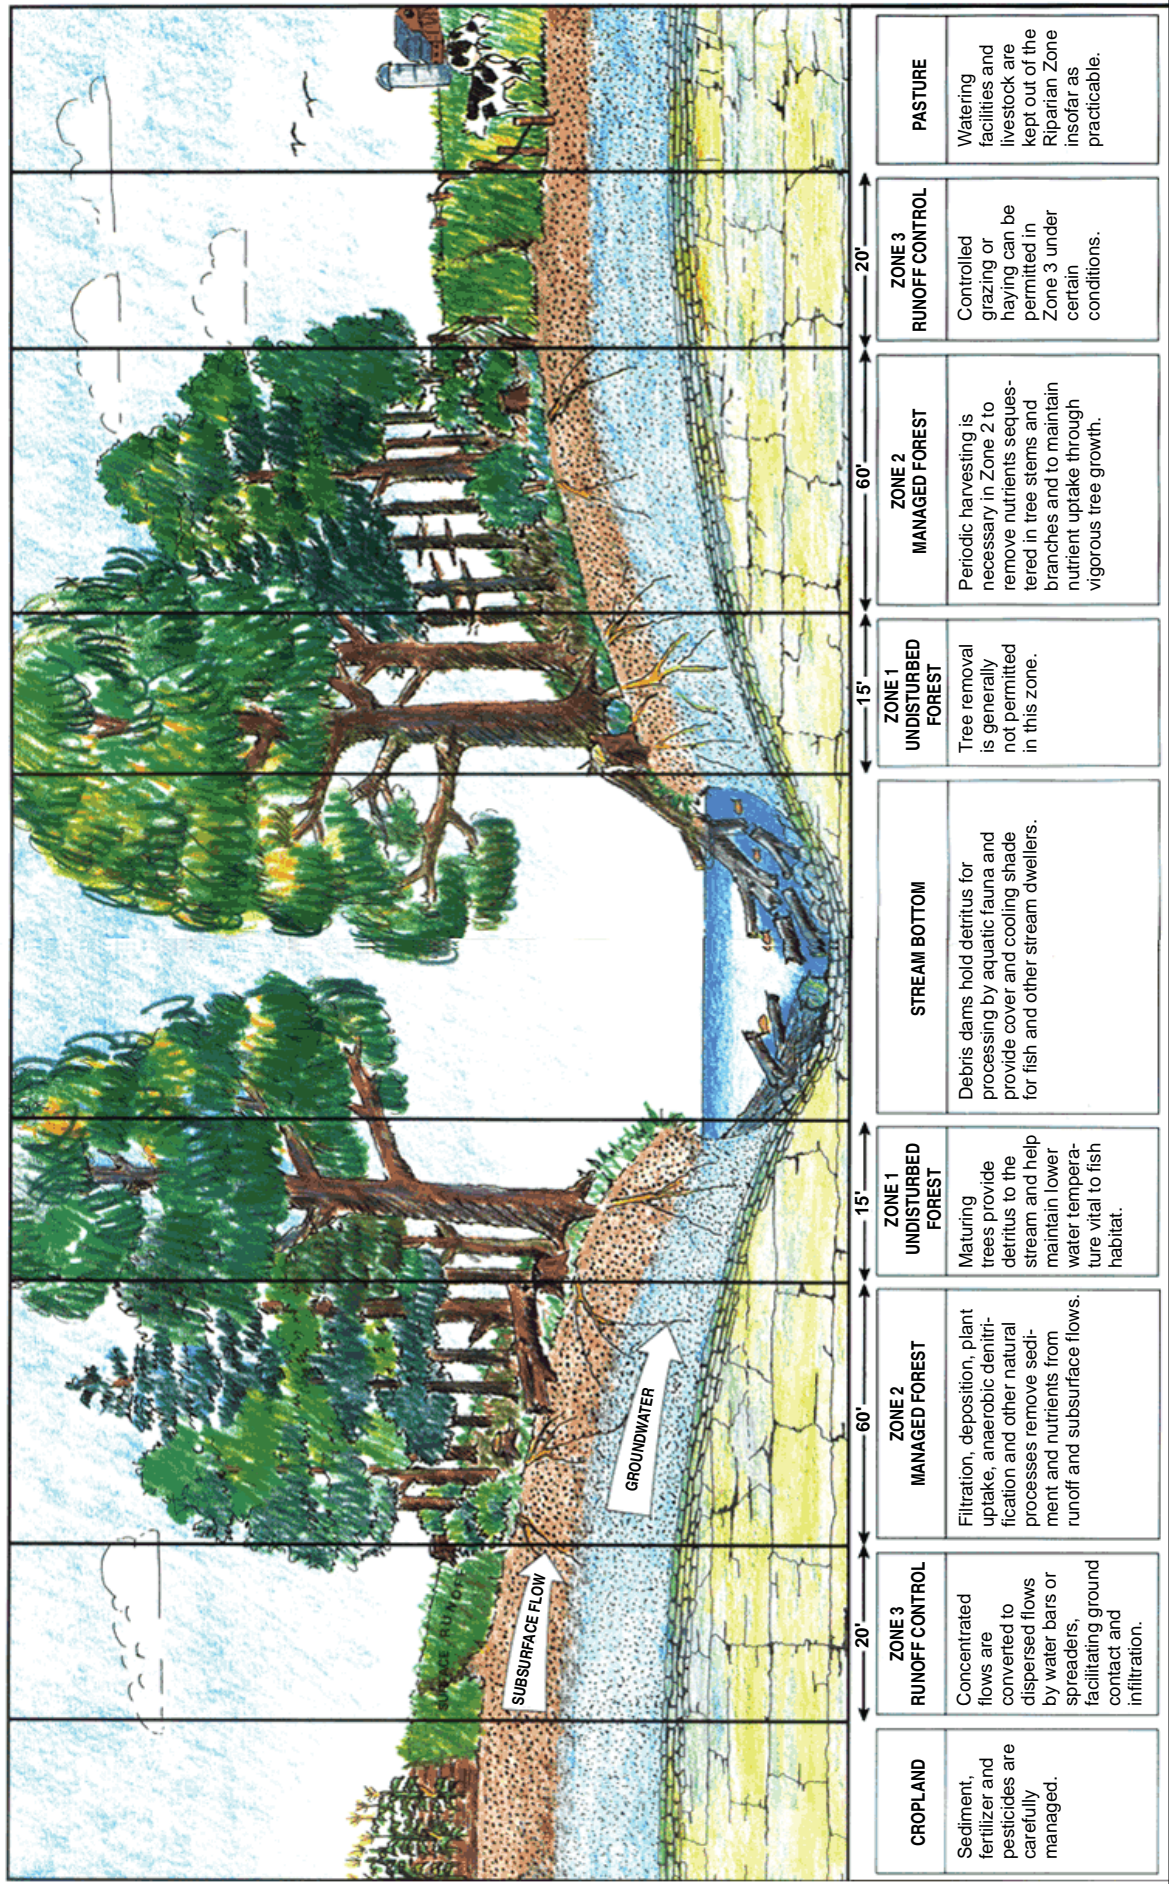 SURFACE RUNOFF
SUBSURFACE FLOW
GROUNDWATER
20'
60'
15'
15'
60'
20'
CROPLAND
Sediment,
fertilizer and
pesticides are
carefully
managed.
ZONE 3
RUNOFF CONTROL
Concentrated
flows are
converted to
dispersed flows
by water bars or
spreaders,
facilitating ground
contact and
infiltration.
ZONE 2
MANAGED FOREST
Filtration, deposition, plant
uptake, anaerobic denitri-
fication and other natural
processes remove sedi-
ment and nutrients from
runoff and subsurface flows.
ZONE 1
UNDISTURBED
FOREST
Maturing
trees provide
detritus to the
stream and help
maintain lower
water tempera-
ture vital to fish
habitat.
STREAM BOTTOM
Debris dams hold detritus for
processing by aquatic fauna and
provide cover and cooling shade
for fish and other stream dwellers.
ZONE 1
UNDISTURBED
FOREST
Tree removal
is generally
not permitted
in this zone.
ZONE 2
MANAGED FOREST
Periodic harvesting is
necessary in Zone 2 to
remove nutrients seques-
tered in tree stems and
branches and to maintain
nutrient uptake through
vigorous tree growth.
ZONE 3
RUNOFF CONTROL
Controlled
grazing or
haying can be
permitted in
Zone 3 under
certain
conditions.
PASTURE
Watering
facilities and
livestock are
kept out of the
Riparian Zone
insofar as
practicable.